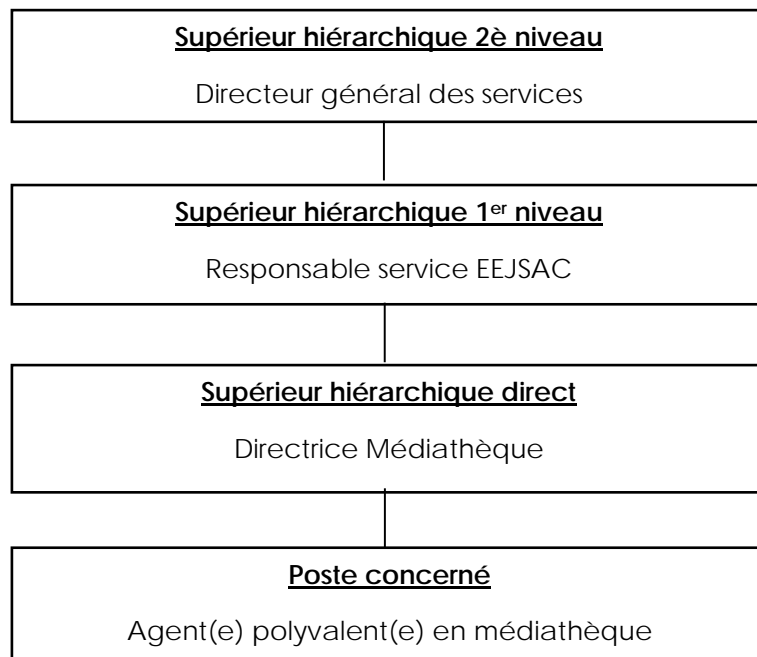 Supérieur hiérarchique 2è niveau
Directeur général des services
Supérieur hiérarchique 1er niveau
Responsable service EEJSAC
Supérieur hiérarchique direct
Directrice Médiathèque
Poste concerné
Agent(e) polyvalent(e) en médiathèque